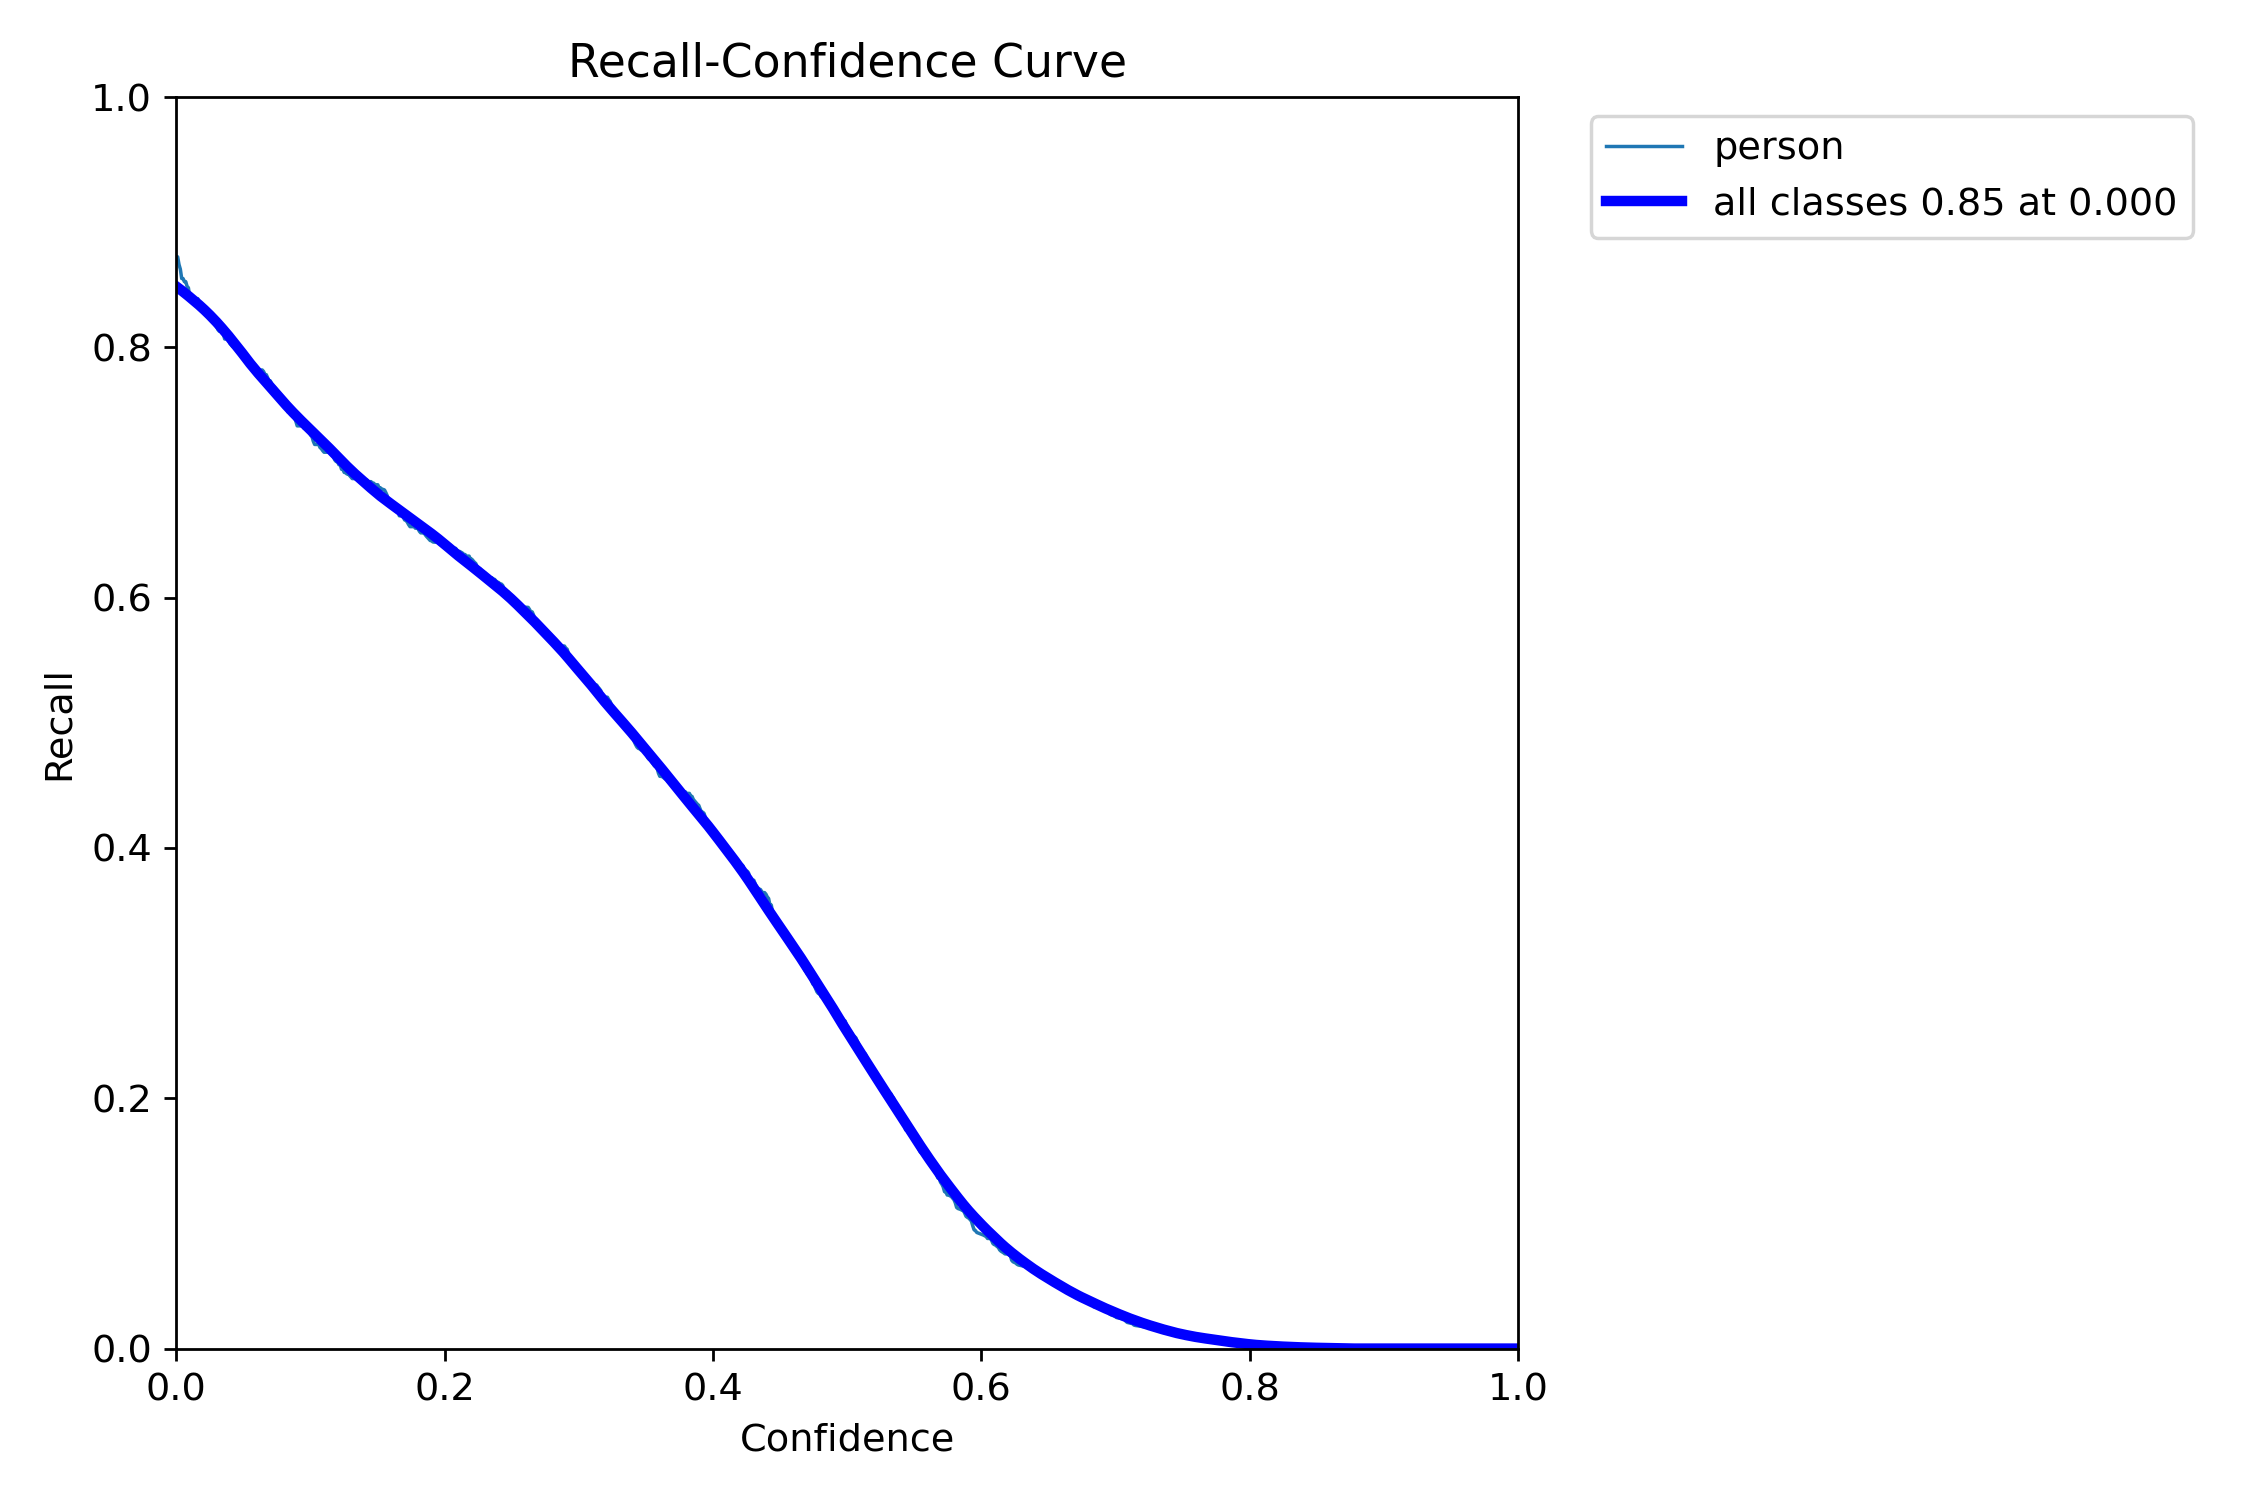 Recall-Confidence Curve
1.0
0.8
0.6
0.4
0.2
0.0
Recall
0.0 0.2 0.4 0.6 0.8 1.0
Confidence
person
all classes 0.85 at 0.000